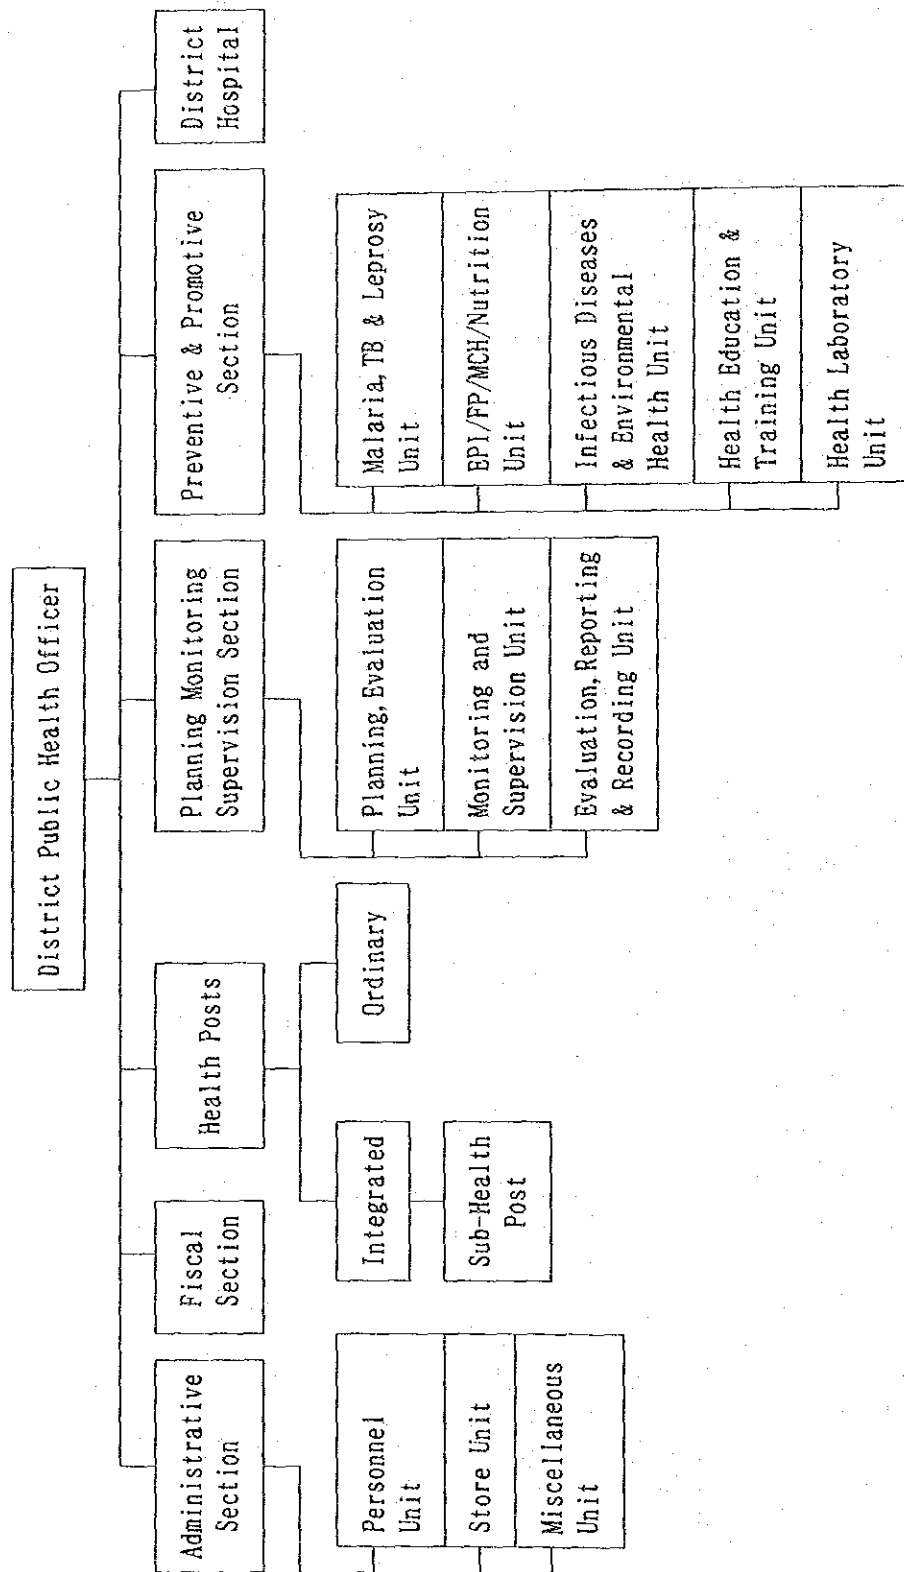 District Public Health Officer
Administrative
Section
Fiscal
Section
Health Posts
Planning Monitoring
Supervision Section
Preventive & Promotive
Section
District
Hospital
Personnel
Unit
Store Unit
Miscellaneous
Unit
Integrated
Sub-Health
Post
Ordinary
Planning, Evaluation
Unit
Monitoring and
Supervision Unit
Evaluation, Reporting
& Recording Unit
Malaria, TB & Leprosy
Unit
EPI/FP/MCH/Nutrition
Unit
Infectious Diseases
& Environmental
Health Unit
Health Education &
Training Unit
Health Laboratory
Unit